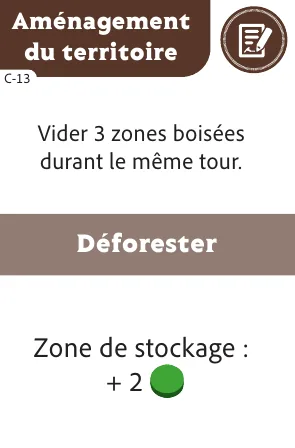 Aménagement
du territoire
C-13
Vider 3 zones boisées
durant le même tour.
Déforester
Zone de stockage :
+ 2